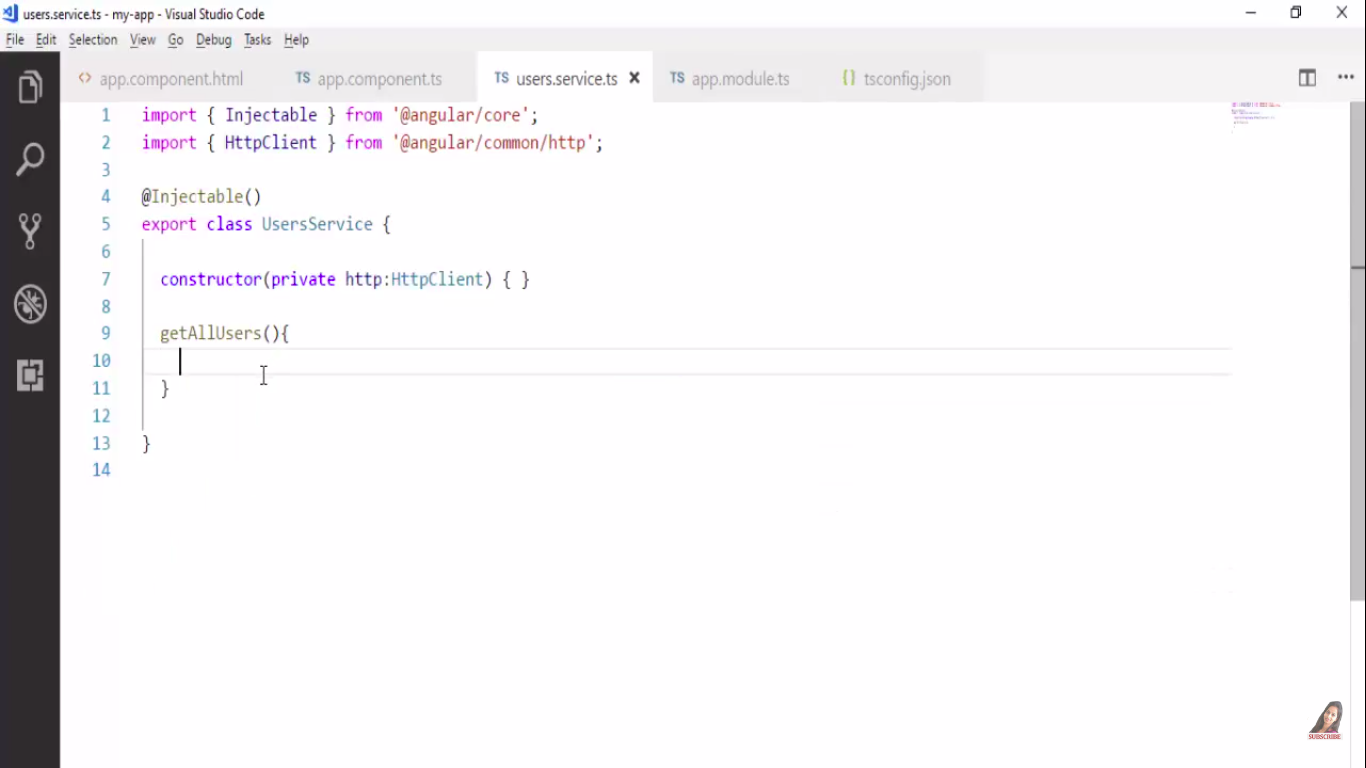 users.service.ts - my-app - Visual Studio Code
File Edit Selection View Go Debug Tasks Help
<> app.component.html TS app.component.ts TS users.service.ts TS app.module.ts {} tsconfig.json
1 import { Injectable } from '@angular/core';
2 import { HttpClient } from '@angular/common/http';
3
4 @Injectable()
5 export class UsersService {
6
7 constructor(private http:HttpClient) { }
8
9 getAllUsers(){
10
11 }
12
13 }
14
SUBSCRIBE